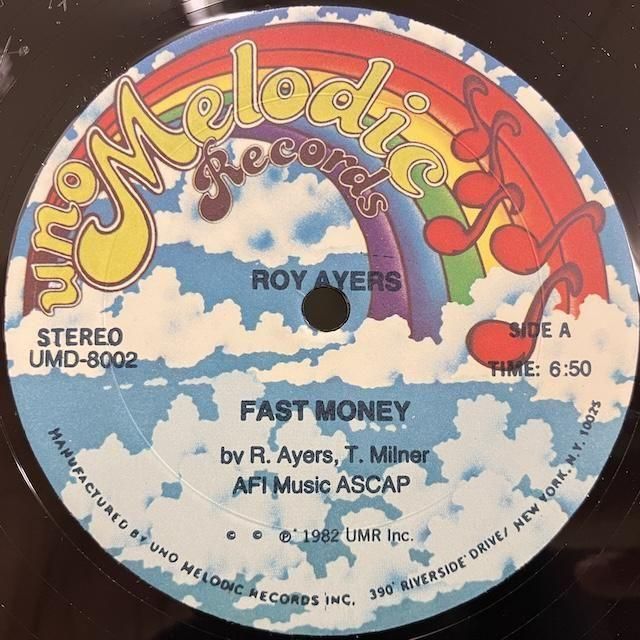 uno Melodic
Records
ROY AYERS
STEREO
UMD-8002
SIDE A
TIME: 6:50
FAST MONEY
by R. Ayers, T. Milner
AFI Music ASCAP
© © ℗ 1982 UMR Inc.
MANUFACTURED BY UNO MELODIC RECORDS INC. 390 RIVERSIDE DRIVE/ NEW YORK, N.Y. 10025